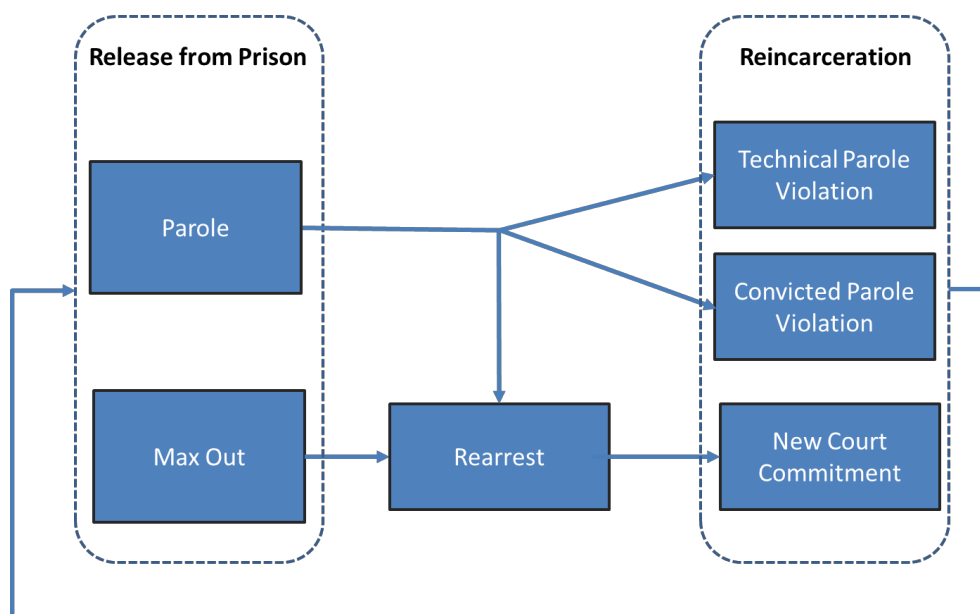 Release from Prison
Reincarceration
Parole
Technical Parole
Violation
Convicted Parole
Violation
Max Out
Rearrest
New Court
Commitment